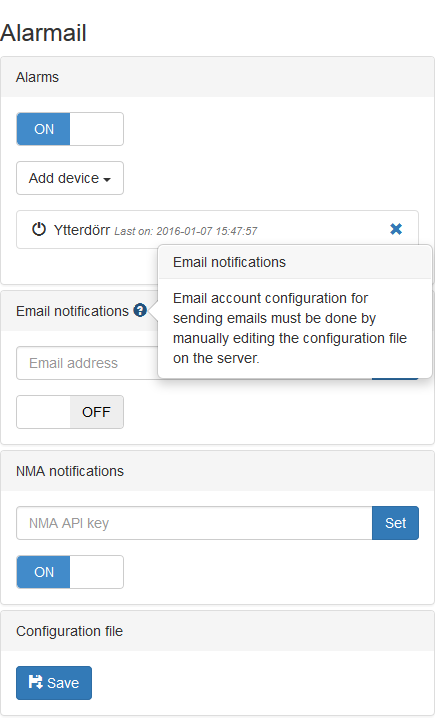 Alarmail
Alarms
ON
Add device
Ytterdörr Last on: 2016-01-07 15:47:57
Email notifications
Email account configuration for
sending emails must be done by
manually editing the configuration file
on the server.
Email notifications
Email address
OFF
NMA notifications
NMA API key
Set
ON
Configuration file
Save